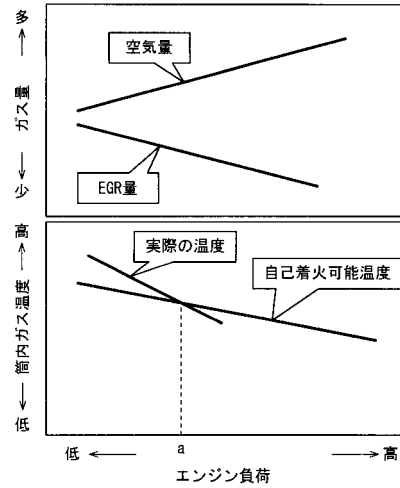 多
ガス量
少
空気量
EGR量
高
筒内ガス温度
低
実際の温度
自己着火可能温度
a
低
高
エンジン負荷